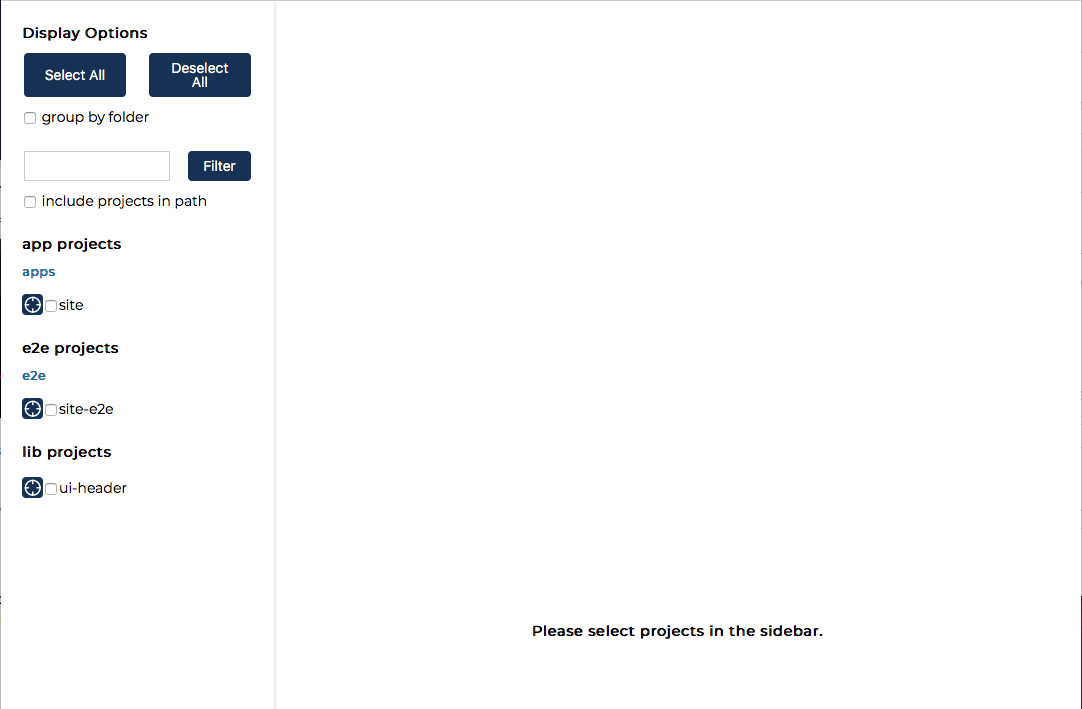 Display Options
Select All
Deselect
All
group by folder
Filter
include projects in path
app projects
apps
site
e2e projects
e2e
site-e2e
lib projects
ui-header
Please select projects in the sidebar.